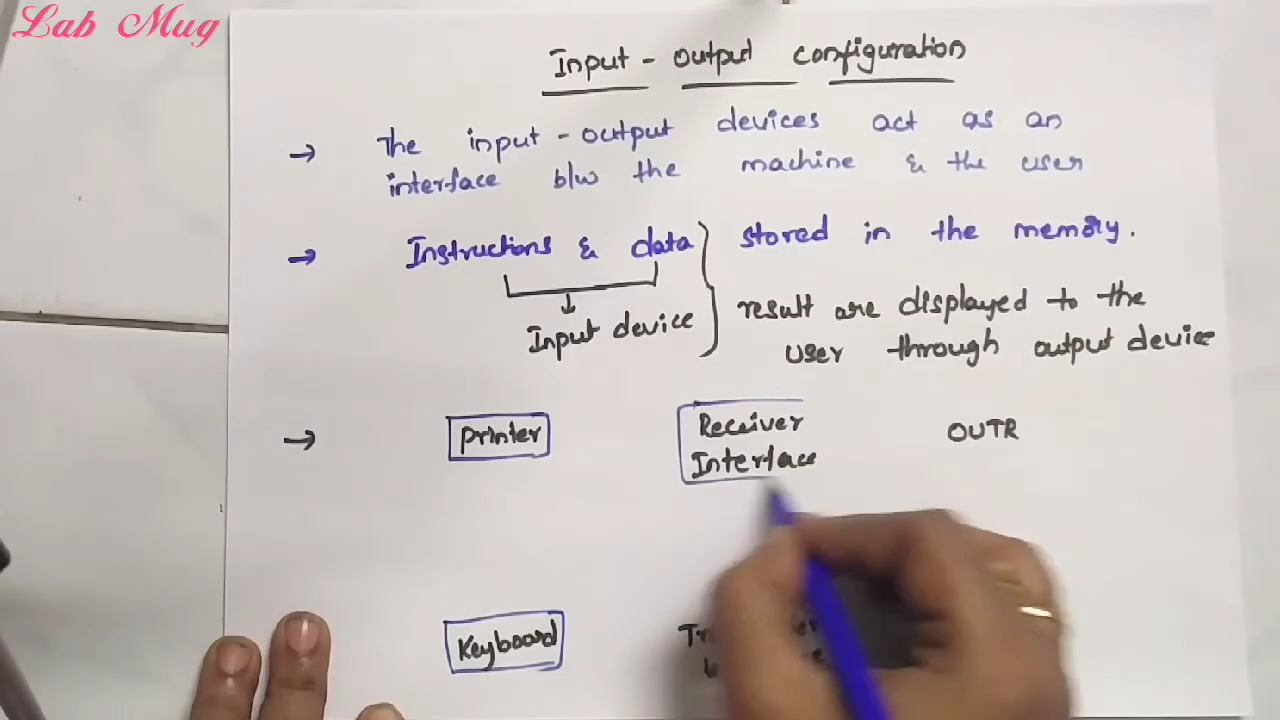 Lab Mug
Input - Output configuration
→ The input - output devices act as an
interface b/w the machine & the user
→ Instructions & data } stored in the memory.
Input device
result are displayed to the
user through output device
→ Printer
Receiver
Interface
OUTR
Keyboard